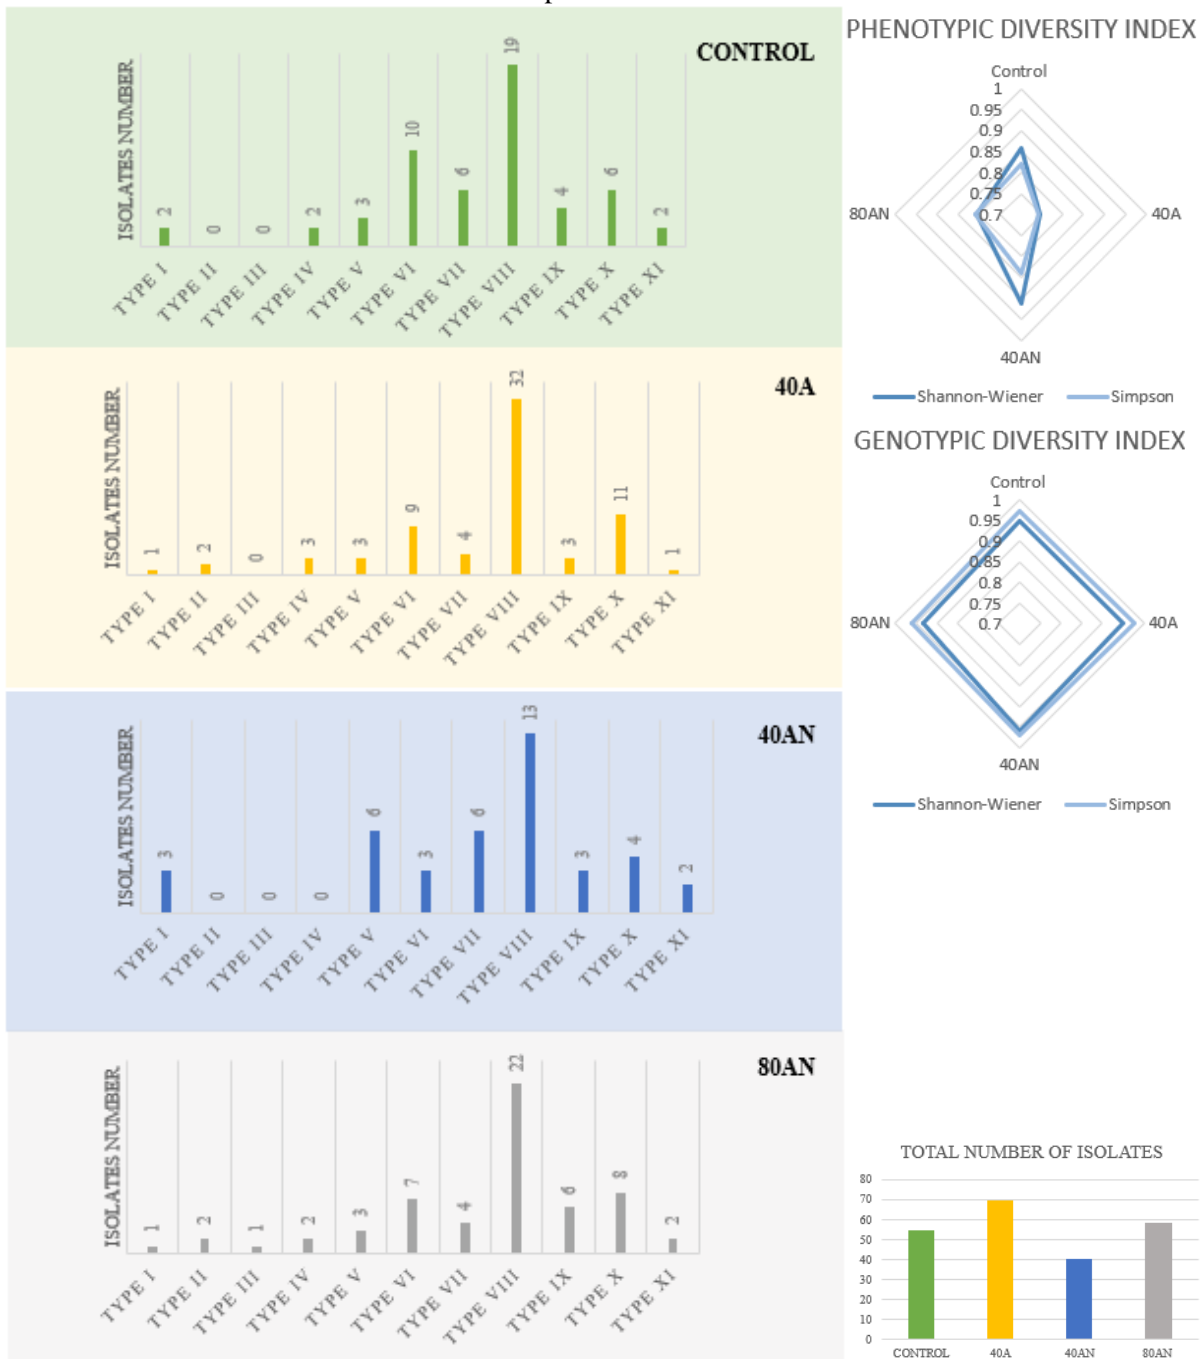 CONTROL
ISOLATES NUMBER
2 0 0 2 3 10 6 19 4 6 2
TYPE I TYPE II TYPE III TYPE IV TYPE V TYPE VI TYPE VII TYPE VIII TYPE IX TYPE X TYPE XI
40A
ISOLATES NUMBER
1 2 0 3 3 9 4 32 3 11 1
TYPE I TYPE II TYPE III TYPE IV TYPE V TYPE VI TYPE VII TYPE VIII TYPE IX TYPE X TYPE XI
40AN
ISOLATES NUMBER
3 0 0 0 6 3 6 13 3 4 2
TYPE I TYPE II TYPE III TYPE IV TYPE V TYPE VI TYPE VII TYPE VIII TYPE IX TYPE X TYPE XI
80AN
ISOLATES NUMBER
1 2 1 2 3 7 4 22 6 8 2
TYPE I TYPE II TYPE III TYPE IV TYPE V TYPE VI TYPE VII TYPE VIII TYPE IX TYPE X TYPE XI
PHENOTYPIC DIVERSITY INDEX
Control
1
0.95
0.9
0.85
0.8
0.75
80AN 0.7 40A
40AN
Shannon-Wiener Simpson
GENOTYPIC DIVERSITY INDEX
Control
1
0.95
0.9
0.85
0.8
0.75
80AN 0.7 40A
40AN
Shannon-Wiener Simpson
TOTAL NUMBER OF ISOLATES
80
70
60
50
40
30
20
10
0
CONTROL 40A 40AN 80AN